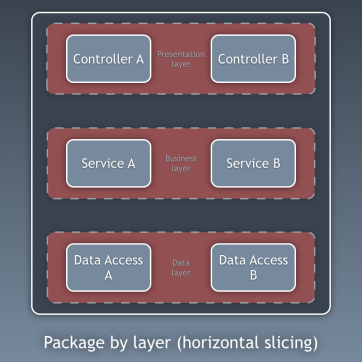 Controller A
Presentation
layer
Controller B
Service A
Business
layer
Service B
Data Access
A
Data
layer
Data Access
B
Package by layer (horizontal slicing)